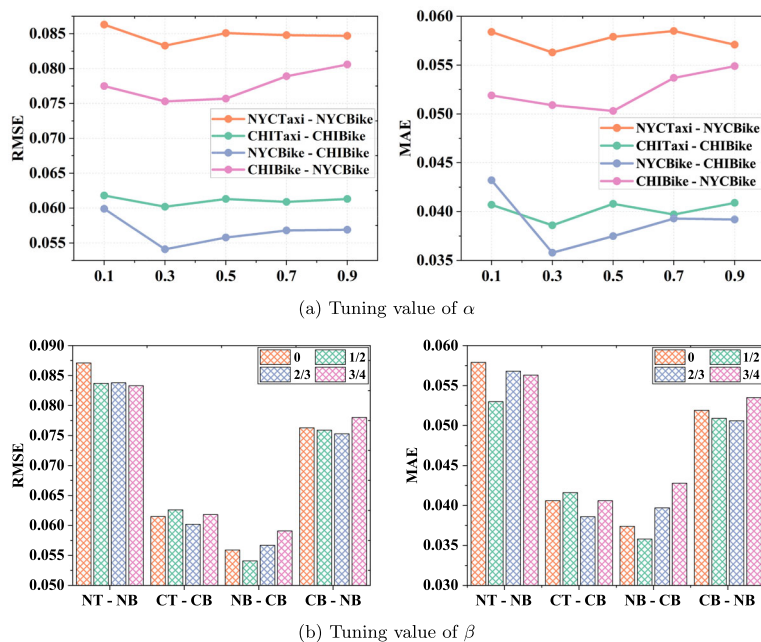 0.085
0.080
0.075
0.070
0.065
0.060
0.055
RMSE
NYCTaxi - NYCBike
CHITaxi - CHIBike
NYCBike - CHIBike
CHIBike - NYCBike
0.1 0.3 0.5 0.7 0.9
0.060
0.055
0.050
0.045
0.040
0.035
MAE
NYCTaxi - NYCBike
CHITaxi - CHIBike
NYCBike - CHIBike
CHIBike - NYCBike
0.1 0.3 0.5 0.7 0.9
(a) Tuning value of α
0.090
0.085
0.080
0.075
0.070
0.065
0.060
0.055
0.050
RMSE
0 1/2
2/3 3/4
NT - NB CT - CB NB - CB CB - NB
0.060
0.055
0.050
0.045
0.040
0.035
0.030
MAE
0 1/2
2/3 3/4
NT - NB CT - CB NB - CB CB - NB
(b) Tuning value of β